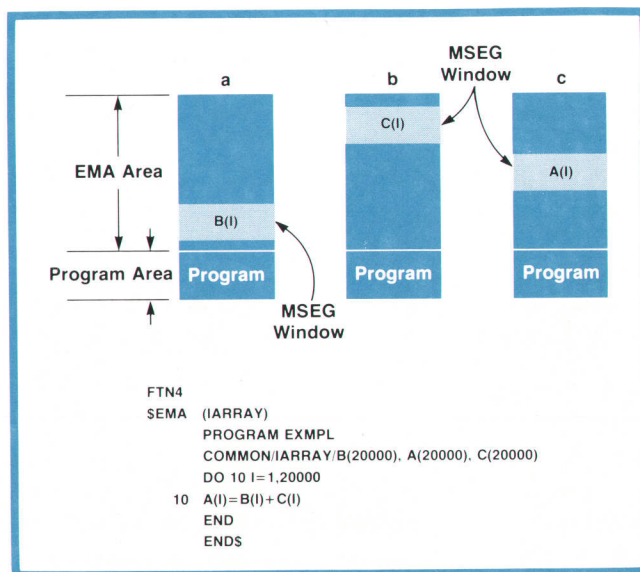 MSEG
Window
a
b
c
EMA Area
C(I)
A(I)
B(I)
Program Area
Program
Program
Program
MSEG
Window
FTN4
$EMA (IARRAY)
PROGRAM EXMPL
COMMON/IARRAY/B(20000), A(20000), C(20000)
DO 10 I=1,20000
10 A(I)=B(I)+C(I)
END
END$